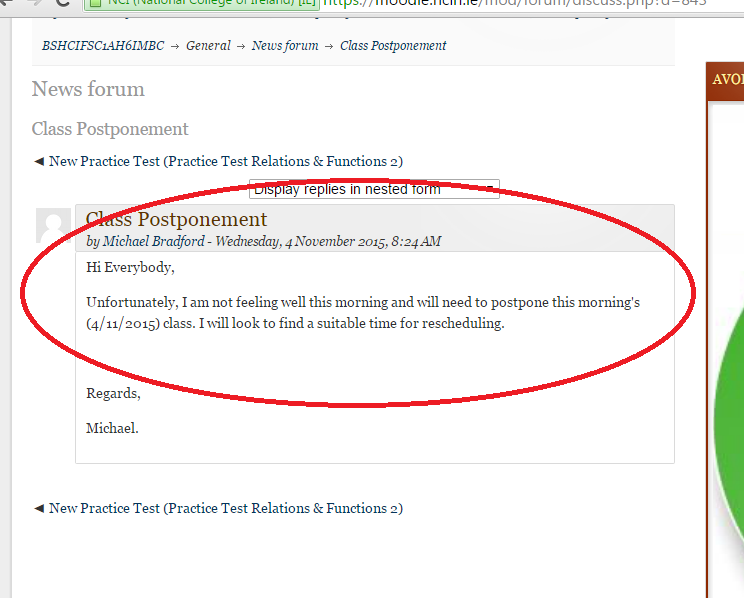 NCI (National College of Ireland) [IE] https://moodle.ncirl.ie/mod/forum/discuss.php?d=843
BSHCIFSC1AH6IMBC → General → News forum → Class Postponement
AVO
News forum
Class Postponement
◄ New Practice Test (Practice Test Relations & Functions 2)
Display replies in nested form
Class Postponement
by Michael Bradford - Wednesday, 4 November 2015, 8:24 AM
Hi Everybody,
Unfortunately, I am not feeling well this morning and will need to postpone this morning's
(4/11/2015) class. I will look to find a suitable time for rescheduling.
Regards,
Michael.
◄ New Practice Test (Practice Test Relations & Functions 2)